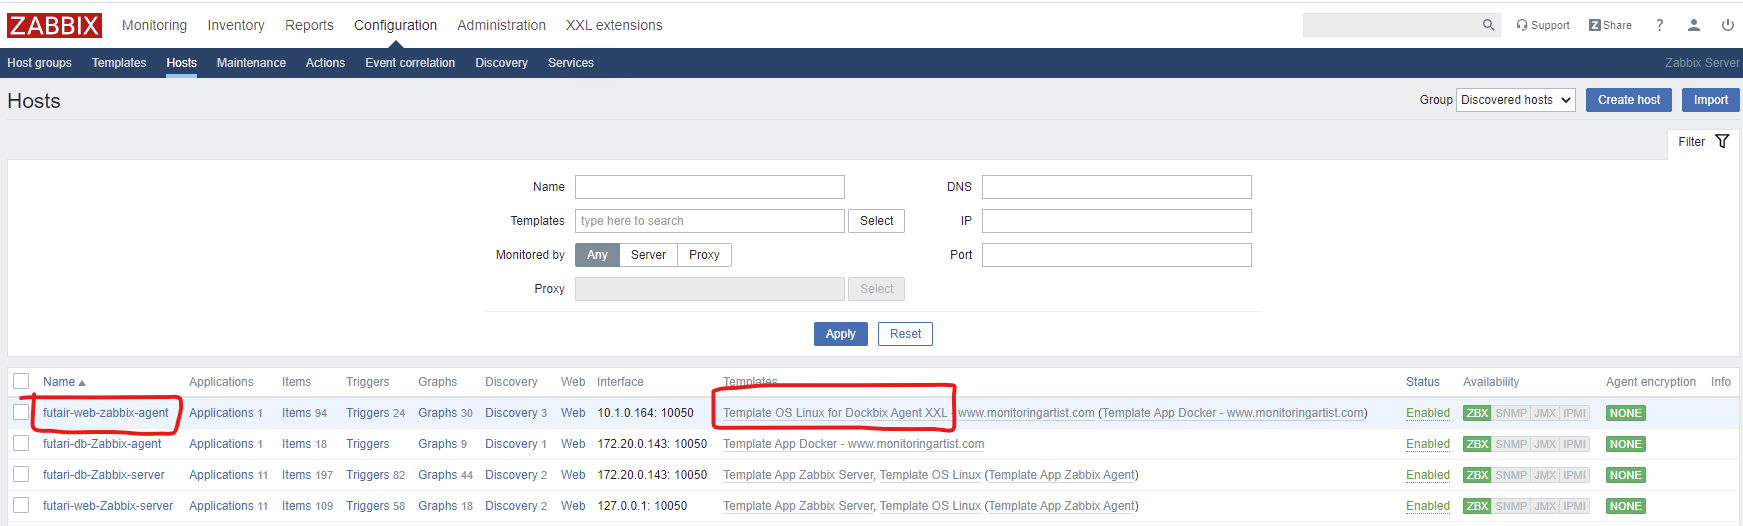 ZABBIX Monitoring Inventory Reports Configuration Administration XXL extensions Support Z Share ?
Host groups Templates Hosts Maintenance Actions Event correlation Discovery Services Zabbix Server
Hosts Group Discovered hosts Create host Import
Filter
Name DNS
Templates type here to search Select IP
Monitored by Any Server Proxy Port
Proxy Select
Apply Reset
Name Applications Items Triggers Graphs Discovery Web Interface Templates Status Availability Agent encryption Info
futair-web-zabbix-agent Applications 1 Items 94 Triggers 24 Graphs 30 Discovery 3 Web 10.1.0.164: 10050 Template OS Linux for Dockbix Agent XXL - www.monitoringartist.com (Template App Docker - www.monitoringartist.com) Enabled ZBX SNMP JMX IPMI NONE
futari-db-Zabbix-agent Applications 1 Items 18 Triggers Graphs 9 Discovery 1 Web 172.20.0.143: 10050 Template App Docker - www.monitoringartist.com Enabled ZBX SNMP JMX IPMI NONE
futari-db-Zabbix-server Applications 11 Items 197 Triggers 82 Graphs 44 Discovery 2 Web 172.20.0.143: 10050 Template App Zabbix Server, Template OS Linux (Template App Zabbix Agent) Enabled ZBX SNMP JMX IPMI NONE
futari-web-Zabbix-server Applications 11 Items 109 Triggers 58 Graphs 18 Discovery 2 Web 127.0.0.1: 10050 Template App Zabbix Server, Template OS Linux (Template App Zabbix Agent) Enabled ZBX SNMP JMX IPMI NONE